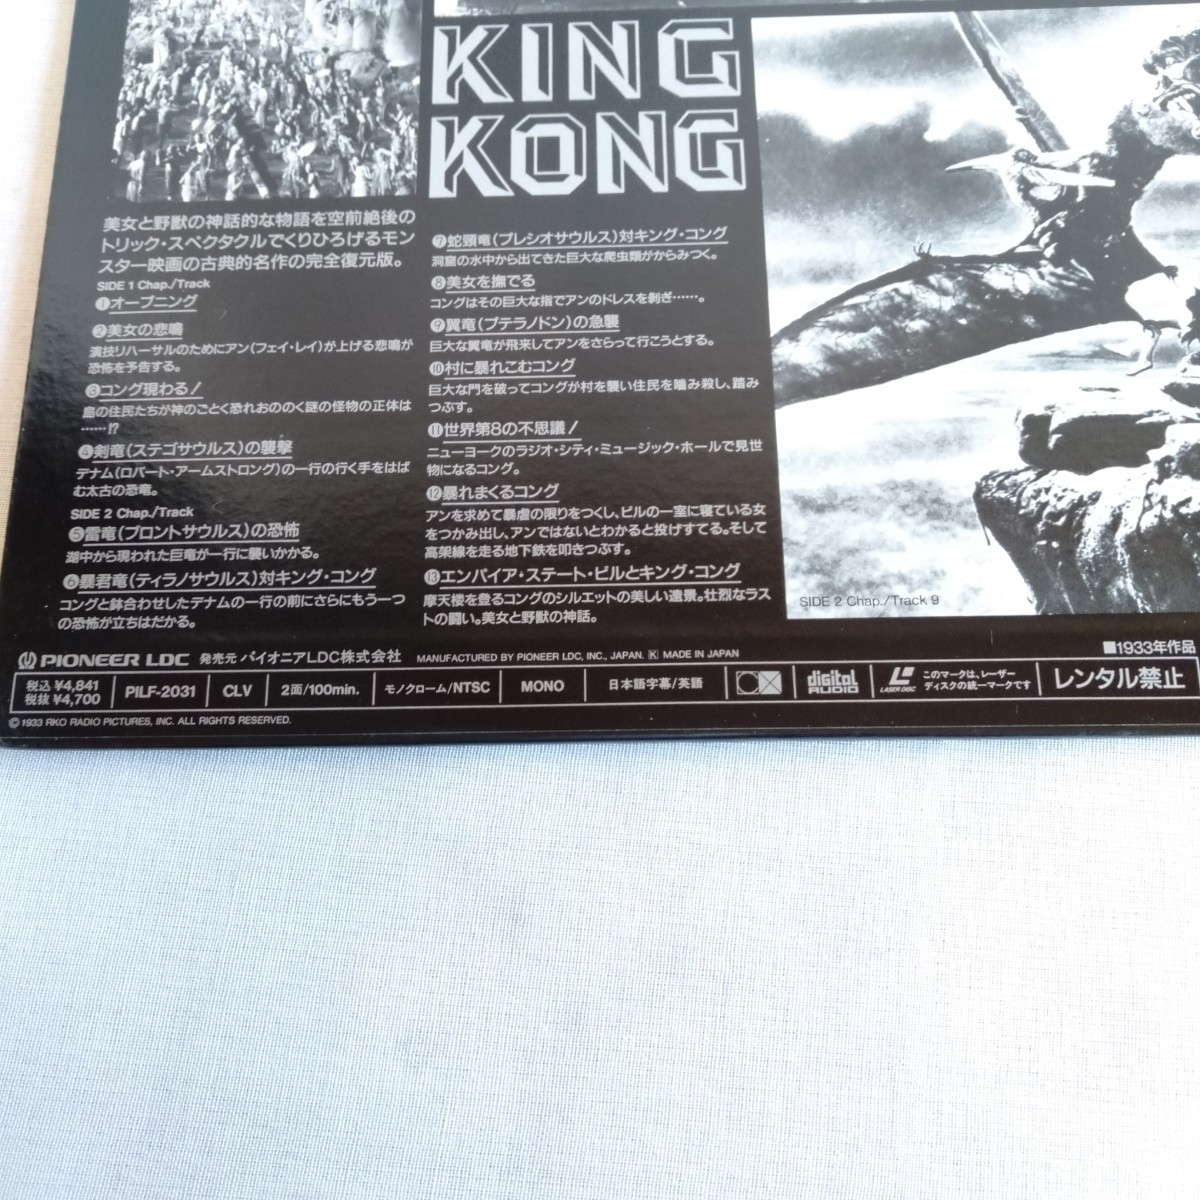 KING
KONG
美女と野獣の神話的な物語を空前絶後の
トリック・スペクタクルでくりひろげるモン
スター映画の古典的名作の完全復元版。
SIDE 1 Chap./Track
❶オープニング
❷美女の悲鳴
演技リハーサルのためにアン(フェイ・レイ)が上げる悲鳴が
恐怖を予告する。
❸コング現わる!
島の住民たちが神のごとく恐れおののく謎の怪物の正体は
……!?
❹剣竜(ステゴサウルス)の襲撃
デナム(ロバート・アームストロング)の一行の行く手をはば
む太古の恐竜。
SIDE 2 Chap./Track
❺雷竜(ブロントサウルス)の恐怖
湖中から現われた巨竜が一行に襲いかかる。
❻暴君竜(ティラノサウルス)対キング・コング
コングと鉢合わせしたデナムの一行の前にさらにもう一つ
の恐怖が立ちはだかる。
❼蛇頸竜(プレシオサウルス)対キング・コング
洞窟の水中から出てきた巨大な爬虫類がからみつく。
❽美女を撫でる
コングはその巨大な指でアンのドレスを剥ぎ……。
❾翼竜(プテラノドン)の急襲
巨大な翼竜が飛来してアンをさらって行こうとする。
❿村に暴れこむコング
巨大な門を破ってコングが村を襲い住民を噛み殺し、踏み
つぶす。
⓫世界第8の不思議!
ニューヨークのラジオ・シティ・ミュージック・ホールで見世
物になるコング。
⓬暴れまくるコング
アンを求めて暴虐の限りをつくし、ビルの一室に寝ている女
をつかみ出し、アンではないとわかると投げすてる。そして
高架線を走る地下鉄を叩きつぶす。
⓭エンパイア・ステート・ビルとキング・コング
摩天楼を登るコングのシルエットの美しい遠景。壮烈なラス
トの闘い。美女と野獣の神話。
SIDE 2 Chap./Track 9
■1933年作品
PIONEER LDC 発売元 パイオニアLDC株式会社 MANUFACTURED BY PIONEER LDC, INC., JAPAN. K MADE IN JAPAN
税込 ¥4,841
税抜 ¥4,700
PILF-2031
CLV
2面/100min.
モノクローム/NTSC
MONO
日本語字幕/英語
digital
AUDIO
LASER DISC
このマークは、レーザー
ディスクの統一マークです
レンタル禁止
© 1933 RKO RADIO PICTURES, INC. ALL RIGHTS RESERVED.